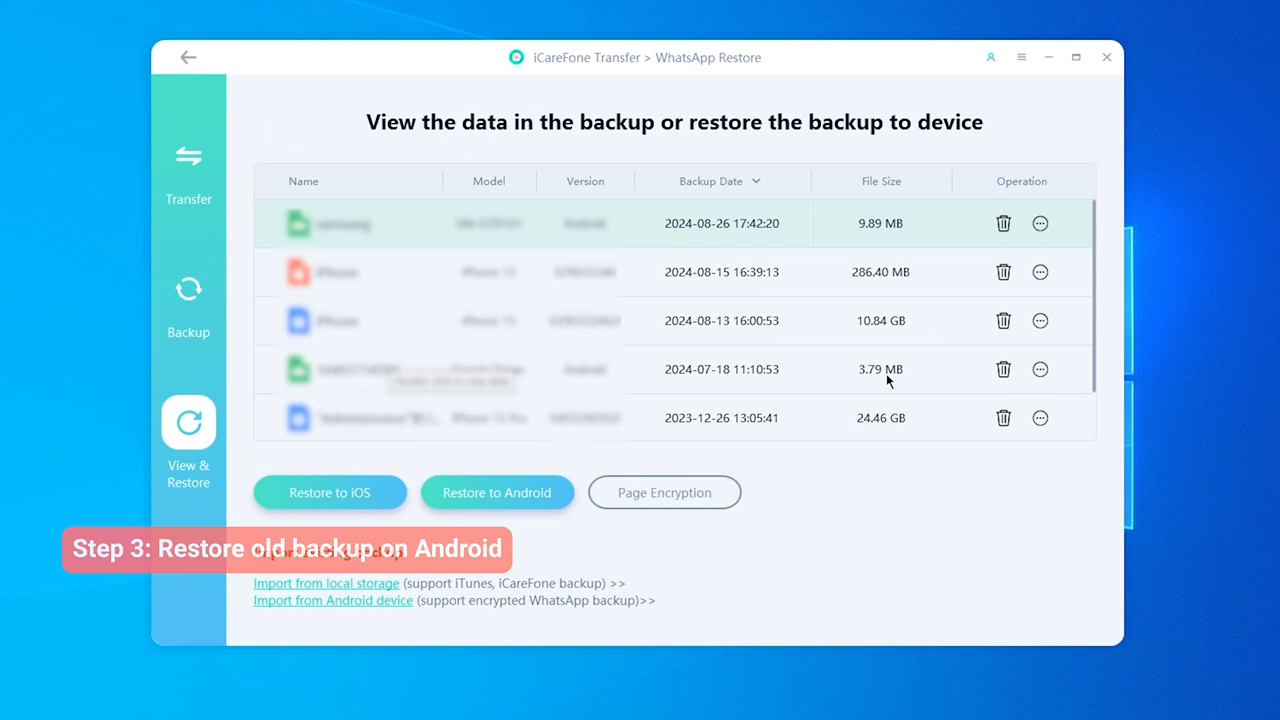 iCareFone Transfer > WhatsApp Restore
View the data in the backup or restore the backup to device
Transfer
Backup
View &
Restore
Name Model Version Backup Date File Size Operation
2024-08-26 17:42:20 9.89 MB
2024-08-15 16:39:13 286.40 MB
2024-08-13 16:00:53 10.84 GB
2024-07-18 11:10:53 3.79 MB
2023-12-26 13:05:41 24.46 GB
Restore to iOS Restore to Android Page Encryption
Step 3: Restore old backup on Android
Import from local storage (support iTunes, iCareFone backup) >>
Import from Android device (support encrypted WhatsApp backup)>>